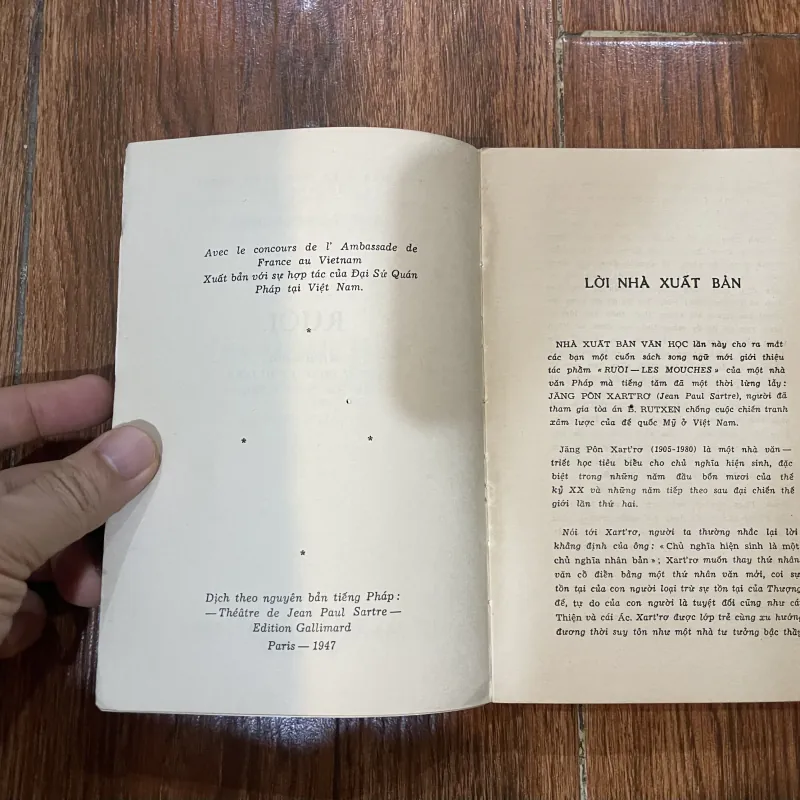 Avec le concours de l' Ambassade de
France au Vietnam
Xuất bản với sự hợp tác của Đại Sứ Quán
Pháp tại Việt Nam.
*
* *
*
Dịch theo nguyên bản tiếng Pháp :
— Théâtre de Jean Paul Sartre —
Edition Gallimard
Paris — 1947
LỜI NHÀ XUẤT BẢN
NHÀ XUẤT BẢN VĂN HỌC lần này cho ra mắt
các bạn một cuốn sách song ngữ mới giới thiệu
tác phẩm « RUỒI — LES MOUCHES » của một nhà
văn Pháp mà tiếng tăm đã một thời lừng lẫy :
JĂNG PÔN XART'RƠ (Jean Paul Sartre), người đã
tham gia tòa án B. RUTXEN chống cuộc chiến tranh
xâm lược của đế quốc Mỹ ở Việt Nam.
Jăng Pôn Xart'rơ (1905-1980) là một nhà văn —
triết học tiêu biểu cho chủ nghĩa hiện sinh, đặc
biệt trong những năm đầu bốn mươi của thế
kỷ XX và những năm tiếp theo sau đại chiến thế
giới lần thứ hai.
Nói tới Xart'rơ, người ta thường nhắc lại lời
khẳng định của ông : « Chủ nghĩa hiện sinh là một
chủ nghĩa nhân bản » ; Xart'rơ muốn thay thứ nhân
văn cổ điển bằng một thứ nhân văn mới, coi sự
tồn tại của con người loại trừ sự tồn tại của Thượng
đế, tự do của con người là tuyệt đối cũng như cái
Thiện và cái Ác. Xart'rơ được lớp trẻ cùng xu hướng
đương thời suy tôn như một nhà tư tưởng bậc thầy